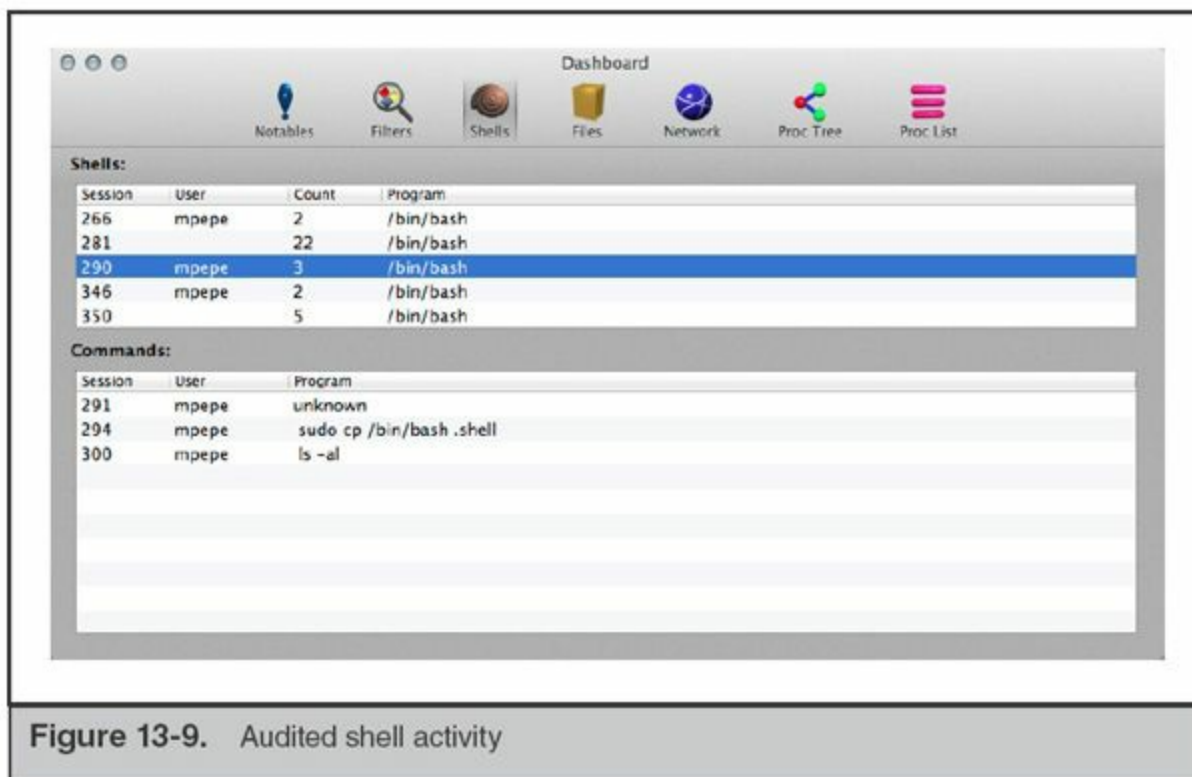 Dashboard
Notables Filters Shells Files Network Proc Tree Proc List
Shells:
Session User Count Program
266 mpepe 2 /bin/bash
281 22 /bin/bash
290 mpepe 3 /bin/bash
346 mpepe 2 /bin/bash
350 5 /bin/bash
Commands:
Session User Program
291 mpepe unknown
294 mpepe sudo cp /bin/bash .shell
300 mpepe ls -al
Figure 13-9. Audited shell activity